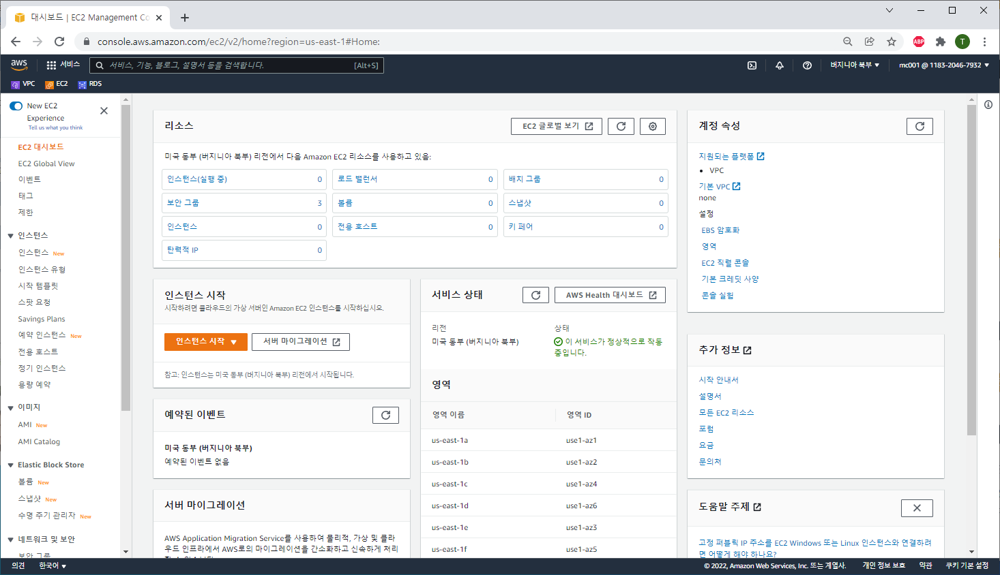 대시보드 | EC2 Management Co
console.aws.amazon.com/ec2/v2/home?region=us-east-1#Home:
ABP
T
aws
서비스
서비스, 기능, 블로그, 설명서 등을 검색합니다.
[Alt+S]
버지니아 북부
mc001 @ 1183-2046-7932
VPC
EC2
RDS
New EC2
Experience
Tell us what you think
EC2 대시보드
EC2 Global View
이벤트
태그
제한
인스턴스
인스턴스 New
인스턴스 유형
시작 템플릿
스팟 요청
Savings Plans
예약 인스턴스 New
전용 호스트
정기 인스턴스
용량 예약
이미지
AMI New
AMI Catalog
Elastic Block Store
볼륨 New
스냅샷 New
수명 주기 관리자 New
네트워크 및 보안
보안 그룹
리소스
EC2 글로벌 보기
미국 동부 (버지니아 북부) 리전에서 다음 Amazon EC2 리소스를 사용하고 있음:
인스턴스(실행 중) 0
로드 밸런서 0
배치 그룹 0
보안 그룹 3
볼륨 0
스냅샷 0
인스턴스 0
전용 호스트 0
키 페어 0
탄력적 IP 0
인스턴스 시작
시작하려면 클라우드의 가상 서버인 Amazon EC2 인스턴스를 시작하십시오.
인스턴스 시작
서버 마이그레이션
참고: 인스턴스는 미국 동부 (버지니아 북부) 리전에서 시작됩니다.
예약된 이벤트
미국 동부 (버지니아 북부)
예약된 이벤트 없음
서버 마이그레이션
AWS Application Migration Service를 사용하여 물리적, 가상 및 클라
우드 인프라에서 AWS로의 마이그레이션을 간소화하고 신속하게 처리
서비스 상태
AWS Health 대시보드
리전
상태
미국 동부 (버지니아 북부)
이 서비스가 정상적으로 작동
중입니다.
영역
영역 이름
영역 ID
us-east-1a use1-az1
us-east-1b use1-az2
us-east-1c use1-az4
us-east-1d use1-az6
us-east-1e use1-az3
us-east-1f use1-az5
계정 속성
지원되는 플랫폼
VPC
기본 VPC
none
설정
EBS 암호화
영역
EC2 직렬 콘솔
기본 크레딧 사양
콘솔 실험
추가 정보
시작 안내서
설명서
모든 EC2 리소스
포럼
요금
문의처
도움말 주제
고정 퍼블릭 IP 주소를 EC2 Windows 또는 Linux 인스턴스와 연결하려
면 어떻게 해야 하나요?
의견
한국어
© 2022, Amazon Web Services, Inc. 또는 계열사.
개인 정보 보호
약관
쿠키 기본 설정